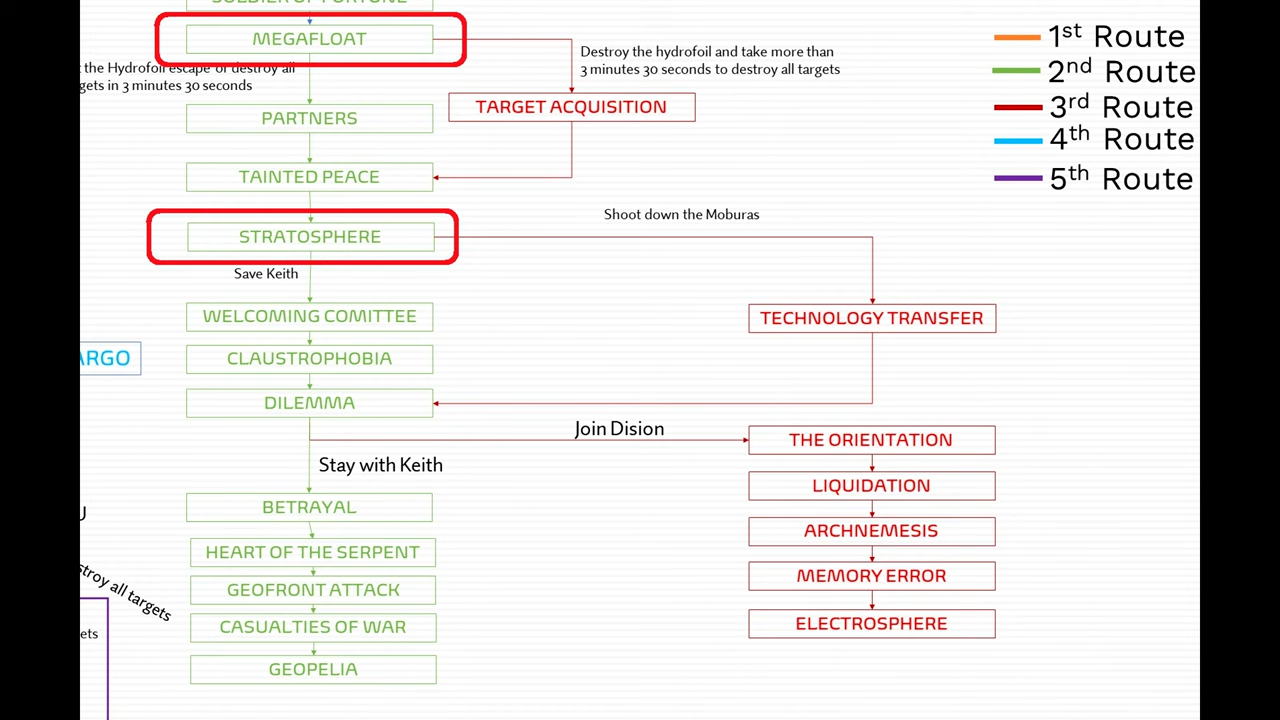 SOLDIER OF FORTUNE
MEGAFLOAT
the Hydrofoil escape or destroy all
gets in 3 minutes 30 seconds
Destroy the hydrofoil and take more than
3 minutes 30 seconds to destroy all targets
1st Route
2nd Route
3rd Route
4th Route
5th Route
TARGET ACQUISITION
PARTNERS
TAINTED PEACE
STRATOSPHERE
Shoot down the Moburas
Save Keith
WELCOMING COMITTEE
TECHNOLOGY TRANSFER
ARGO
CLAUSTROPHOBIA
DILEMMA
Join Dision
Stay with Keith
THE ORIENTATION
LIQUIDATION
ARCHNEMESIS
MEMORY ERROR
ELECTROSPHERE
BETRAYAL
HEART OF THE SERPENT
GEOFRONT ATTACK
CASUALTIES OF WAR
GEOPELIA
U
stroy all targets
ets